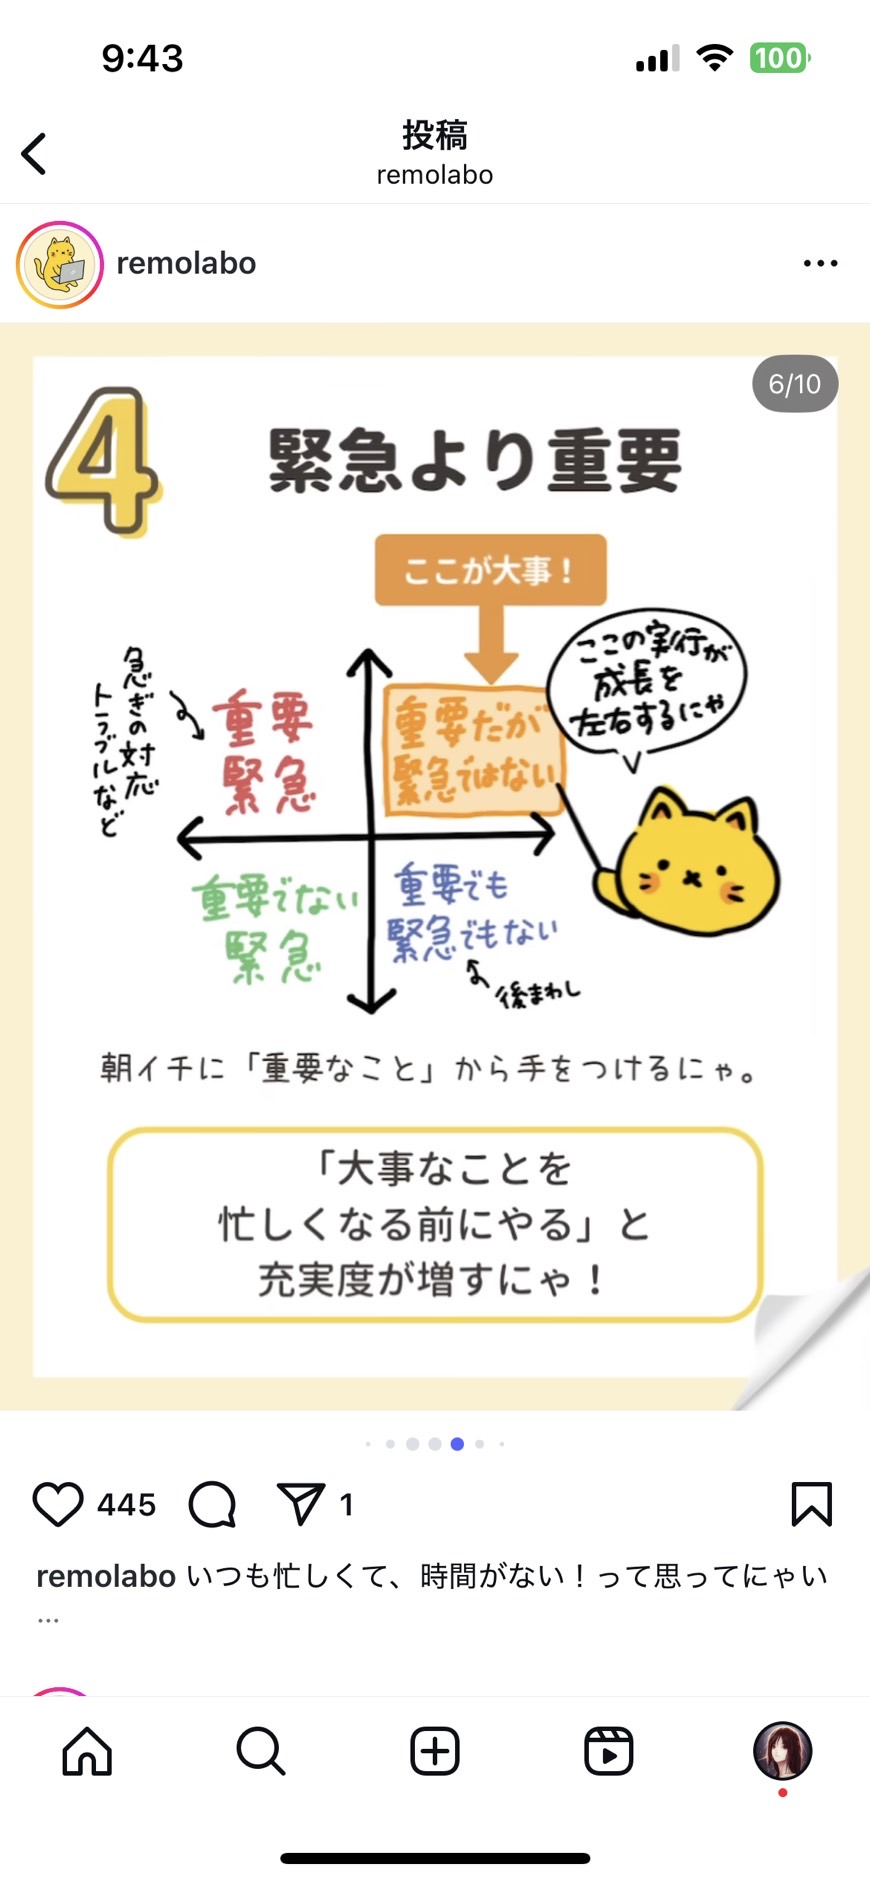 9:43
100
投稿
remolabo
remolabo
6/10
4
緊急より重要
ここが大事！
ここの実行が
成長を
左右するにゃ
急ぎの対応
トラブルなど
重要
緊急
重要だが
緊急ではない
重要でない
緊急
重要でも
緊急でもない
後まわし
朝イチに「重要なこと」から手をつけるにゃ。
「大事なことを
忙しくなる前にやる」と
充実度が増すにゃ！
445
1
remolabo いつも忙しくて、時間がない！って思ってにゃい
...